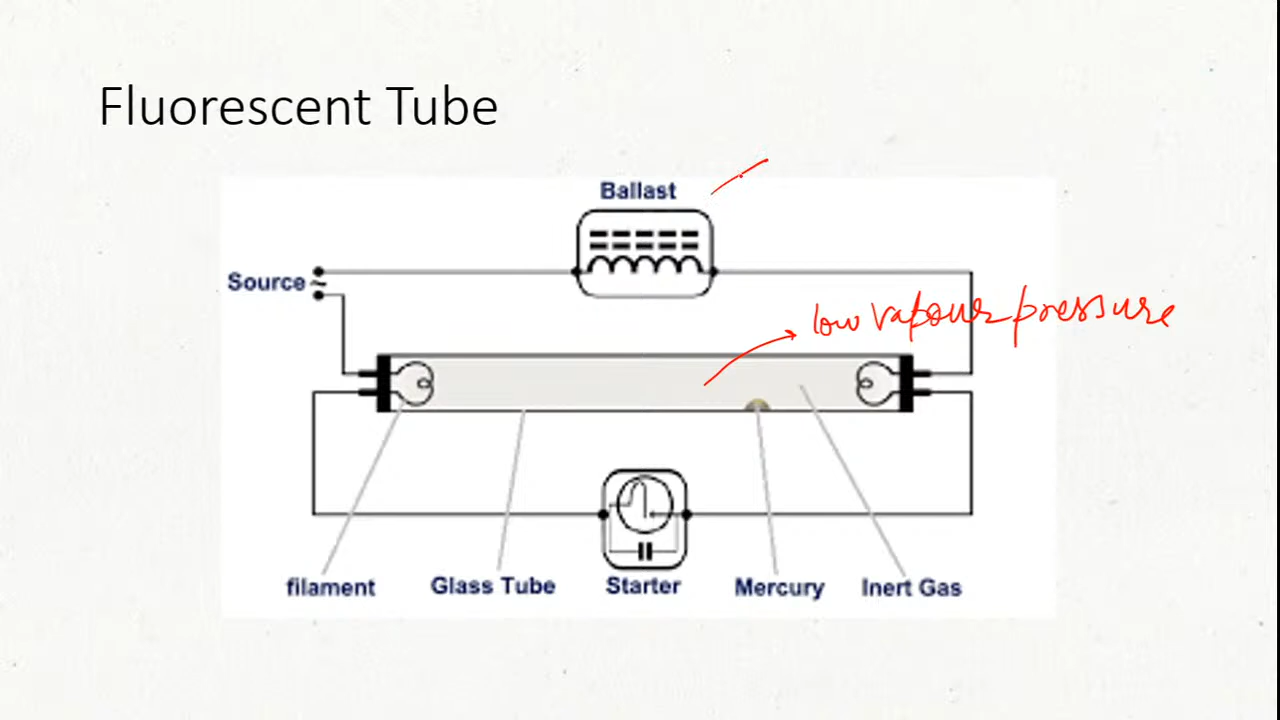 Fluorescent Tube
Ballast
Source
~
low vapour pressure
filament
Glass Tube
Starter
Mercury
Inert Gas